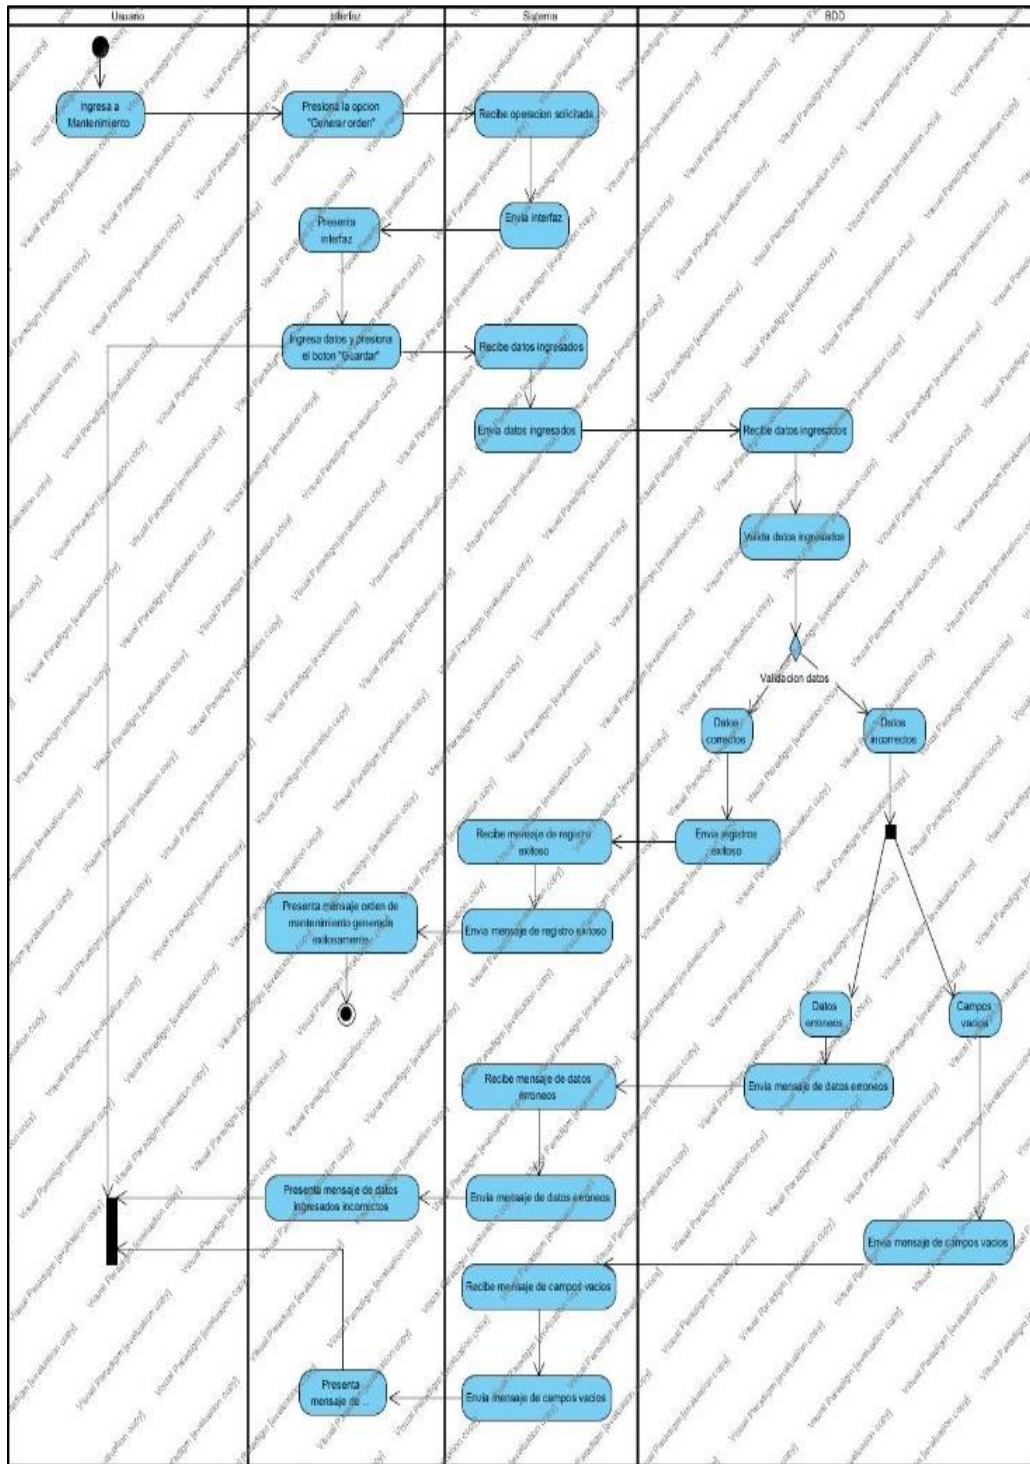 Usuario
Interfaz
Sistema
BDD
Ingresa a
Mantenimiento
Presiona la opcion
"Generar orden"
Recibe operacion solicitada
Presenta
interfaz
Envia interfaz
Ingresa datos y presiona
el boton "Guardar"
Recibe datos ingresados
Envia datos ingresados
Recibe datos ingresados
Valida datos ingresados
Validacion datos
Datos
correctos
Datos
incorrectos
Recibe mensaje de registro
exitoso
Envia registros
exitoso
Presenta mensaje orden de
mantenimiento generada
exitosamente
Envia mensaje de registro exitoso
Datos
erroneos
Campos
vacios
Recibe mensaje de datos
erroneos
Envia mensaje de datos erroneos
Presenta mensaje de datos
ingresados incorrectos
Envia mensaje de datos erroneos
Envia mensaje de campos vacios
Recibe mensaje de campos vacios
Presenta
mensaje de ...
Envia mensaje de campos vacios
Visual Paradigm [evaluation copy]